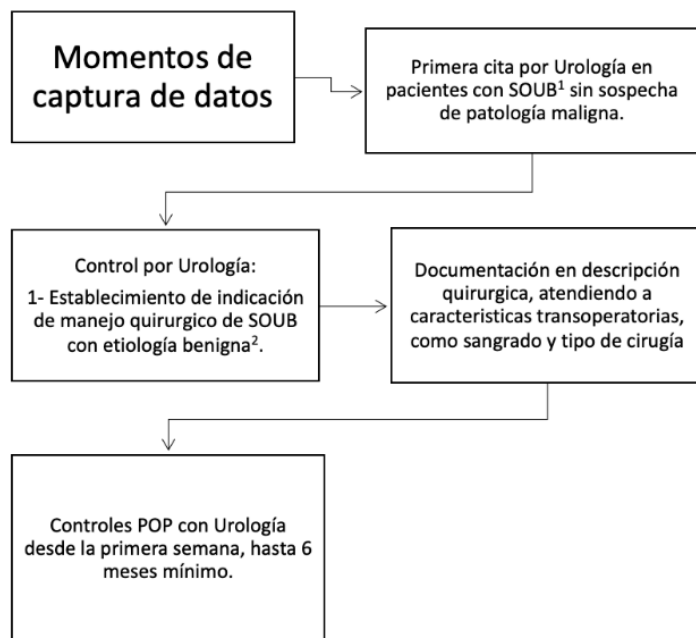 Momentos de
captura de datos
Primera cita por Urología en
pacientes con SOUB¹ sin sospecha
de patología maligna.
Control por Urología:
1- Establecimiento de indicación
de manejo quirurgico de SOUB
con etiología benigna².
Documentación en descripción
quirurgica, atendiendo a
caracteristicas transoperatorias,
como sangrado y tipo de cirugía
Controles POP con Urología
desde la primera semana, hasta 6
meses mínimo.